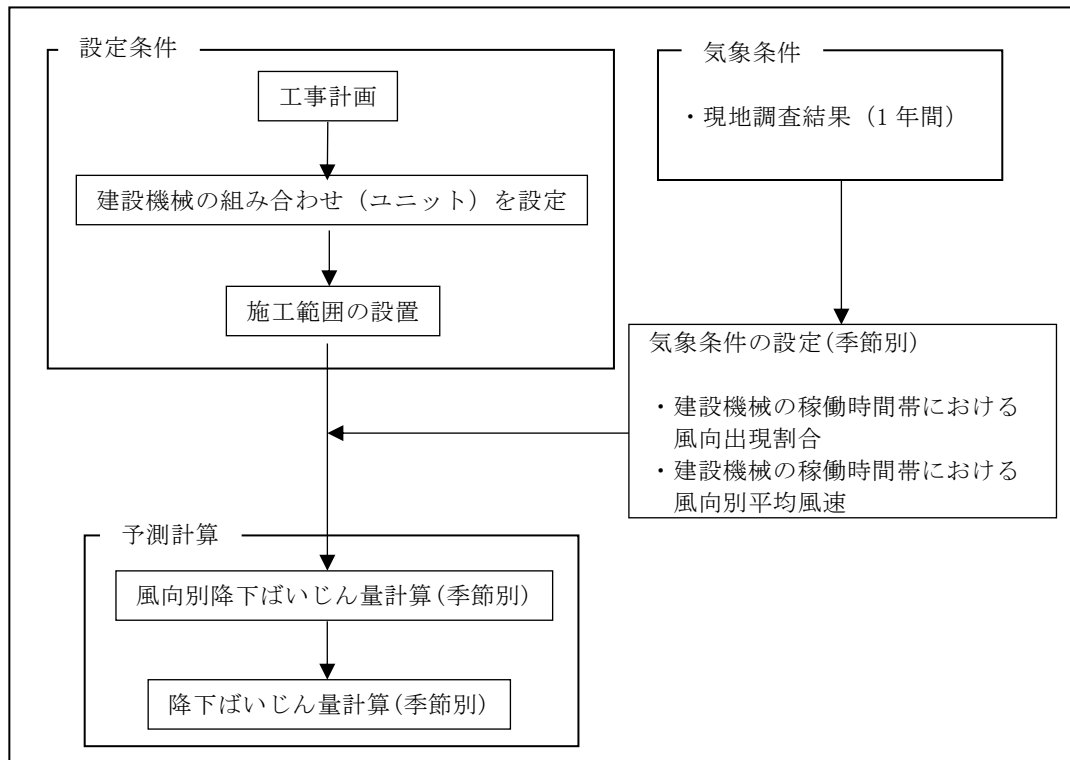 設定条件
工事計画
建設機械の組み合わせ（ユニット）を設定
施工範囲の設置
気象条件
・現地調査結果（1年間）
気象条件の設定(季節別)
・建設機械の稼働時間帯における
風向出現割合
・建設機械の稼働時間帯における
風向別平均風速
予測計算
風向別降下ばいじん量計算(季節別)
降下ばいじん量計算(季節別)